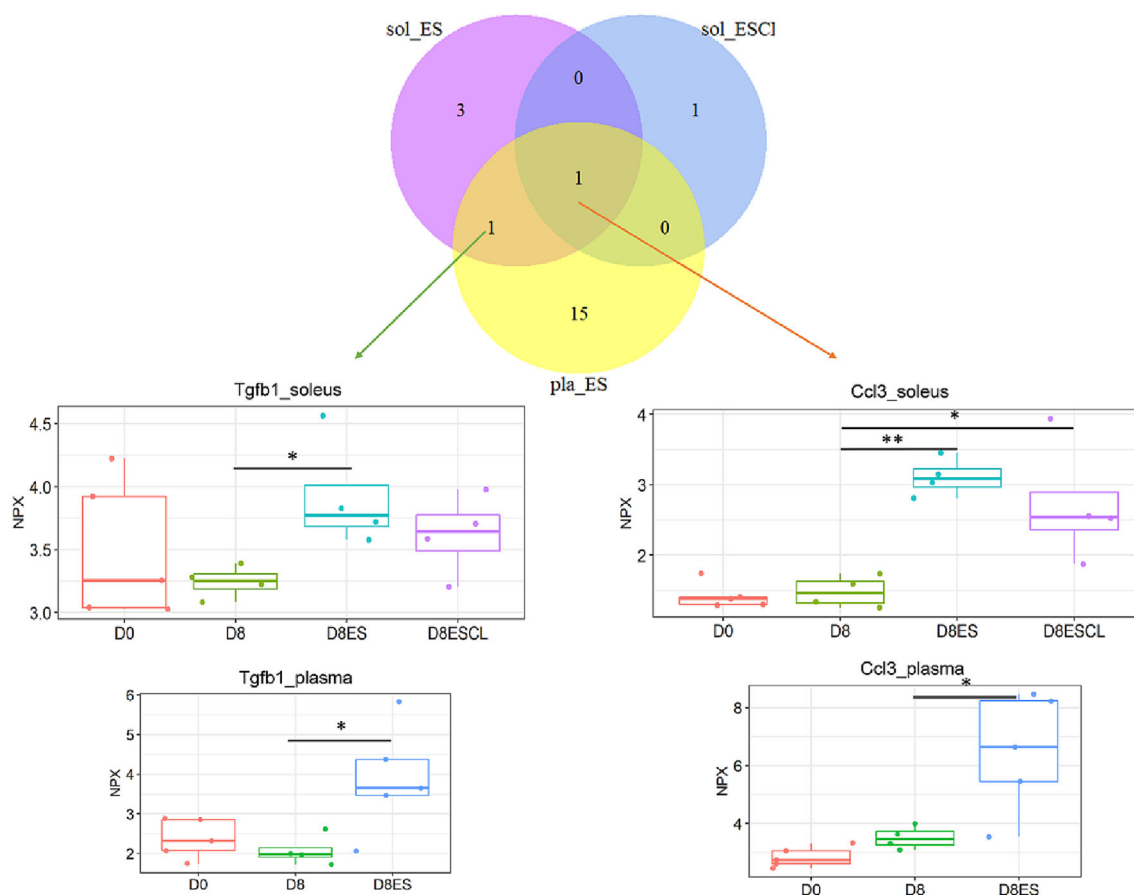 sol_ES
sol_ESCl
0
3
1
1
1
0
15
pla_ES
Tgfb1_soleus
4.5
4.0
3.5
3.0
NPX
*
D0 D8 D8ES D8ESCL
Ccl3_soleus
4
3
2
NPX
*
**
D0 D8 D8ES D8ESCL
Tgfb1_plasma
6
5
4
3
2
NPX
*
D0 D8 D8ES
Ccl3_plasma
8
6
4
NPX
*
D0 D8 D8ES